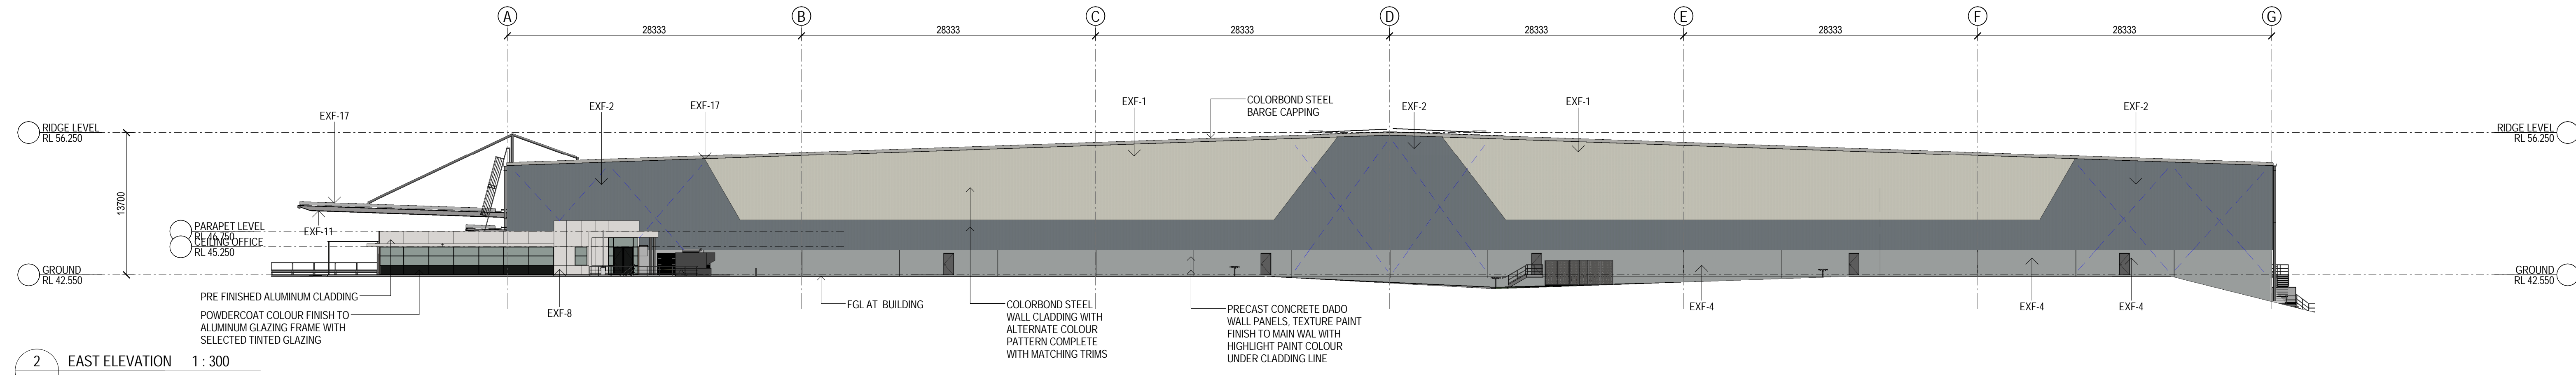 A B C D E F G
28333 28333 28333 28333 28333 28333
EXF-17
EXF-2
EXF-17
EXF-1
COLORBOND STEEL
BARGE CAPPING
EXF-2
EXF-1
EXF-2
RIDGE LEVEL
RL 56.250
RIDGE LEVEL
RL 56.250
13700
EXF-11
PARAPET LEVEL
RL 46.750
CEILING OFFICE
RL 45.250
GROUND
RL 42.550
GROUND
RL 42.550
PRE FINISHED ALUMINUM CLADDING
POWDERCOAT COLOUR FINISH TO
ALUMINUM GLAZING FRAME WITH
SELECTED TINTED GLAZING
EXF-8
FGL AT BUILDING
COLORBOND STEEL
WALL CLADDING WITH
ALTERNATE COLOUR
PATTERN COMPLETE
WITH MATCHING TRIMS
PRECAST CONCRETE DADO
WALL PANELS, TEXTURE PAINT
FINISH TO MAIN WAL WITH
HIGHLIGHT PAINT COLOUR
UNDER CLADDING LINE
EXF-4
EXF-4
EXF-4
2 EAST ELEVATION 1 : 300